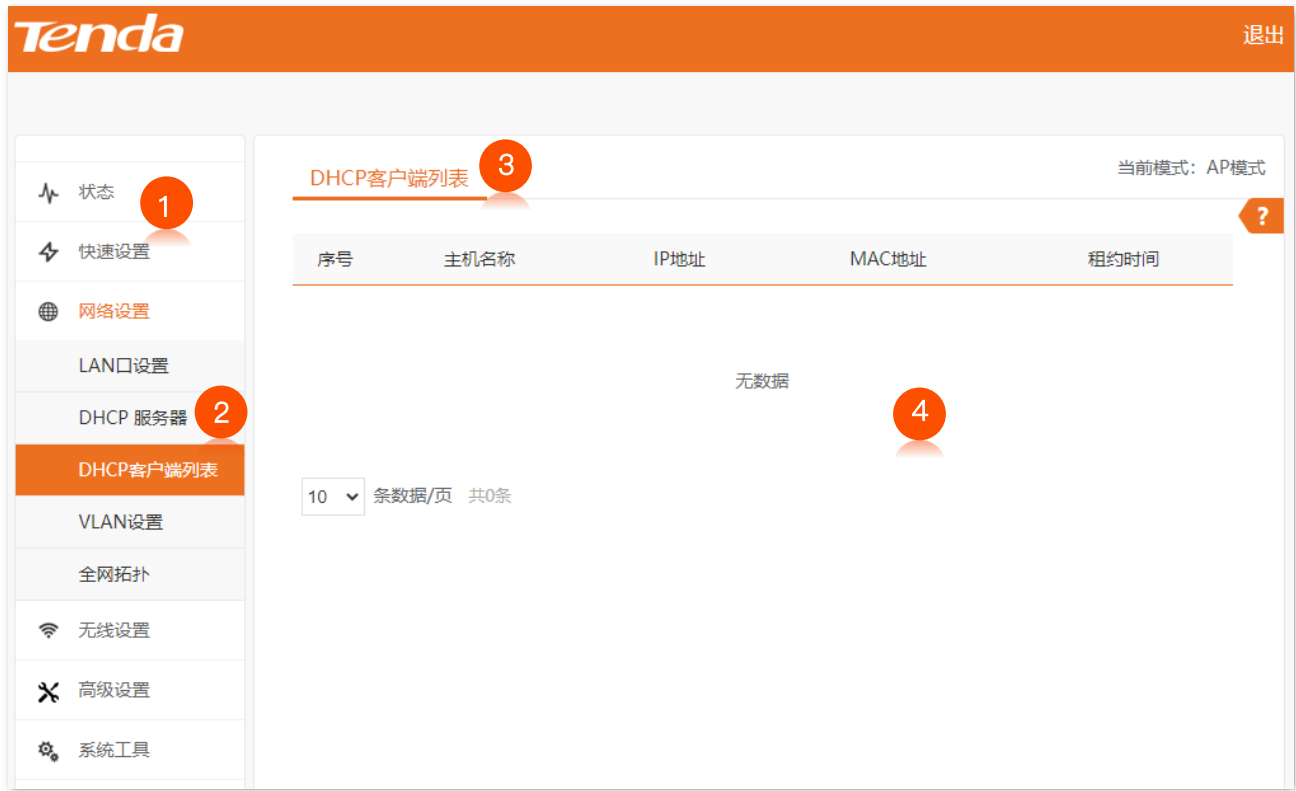 Tenda
退出
状态
1
快速设置
网络设置
LAN口设置
DHCP 服务器
2
DHCP客户端列表
VLAN设置
全网拓扑
无线设置
高级设置
系统工具
DHCP客户端列表
3
当前模式：AP模式
?
序号 主机名称 IP地址 MAC地址 租约时间
无数据
4
10 条数据/页 共0条